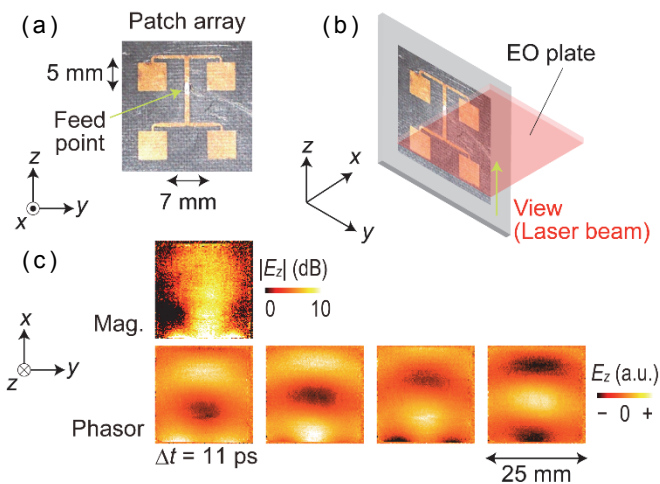 (a)
Patch array
5 mm
Feed
point
z
x
y
7 mm
(b)
EO plate
z
x
y
View
(Laser beam)
(c)
|Ez| (dB)
0 10
Mag.
x
z
y
Phasor
Ez (a.u.)
− 0 +
Δt = 11 ps
25 mm